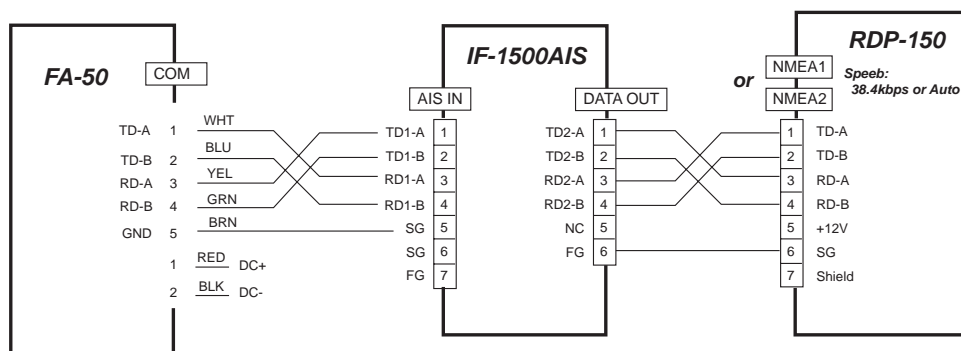 FA-50
COM
TD-A 1 WHT
TD-B 2 BLU
RD-A 3 YEL
RD-B 4 GRN
GND 5 BRN
1 RED DC+
2 BLK DC-
IF-1500AIS
AIS IN
TD1-A 1
TD1-B 2
RD1-A 3
RD1-B 4
SG 5
SG 6
FG 7
DATA OUT
TD2-A 1
TD2-B 2
RD2-A 3
RD2-B 4
NC 5
FG 6
or
RDP-150
NMEA1
NMEA2
Speeb:
38.4kbps or Auto
1 TD-A
2 TD-B
3 RD-A
4 RD-B
5 +12V
6 SG
7 Shield